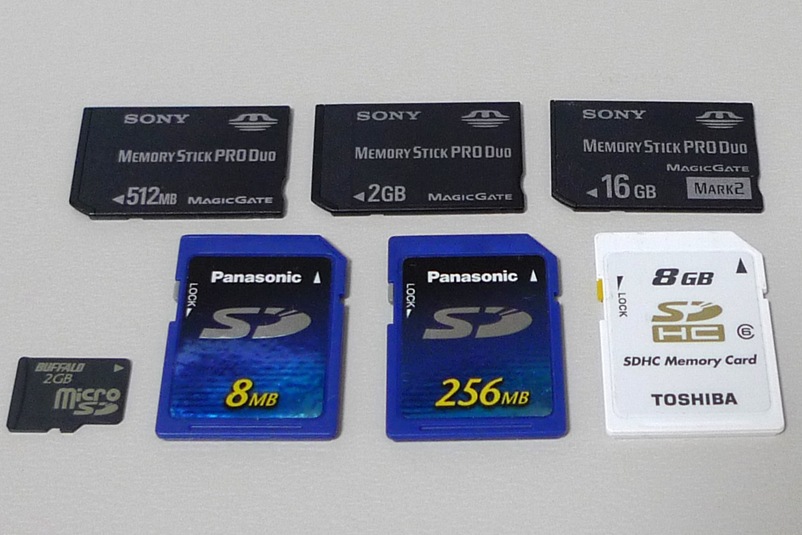 SONY
MEMORY STICK PRO DUO
512MB MAGICGATE
SONY
MEMORY STICK PRO DUO
2GB MAGICGATE
SONY
MEMORY STICK PRO DUO
MAGICGATE
16GB MARK2
BUFFALO
2GB
micro
SD
Panasonic
LOCK
SD
8MB
Panasonic
LOCK
SD
256MB
8GB
LOCK
SD
HC 6
SDHC Memory Card
TOSHIBA